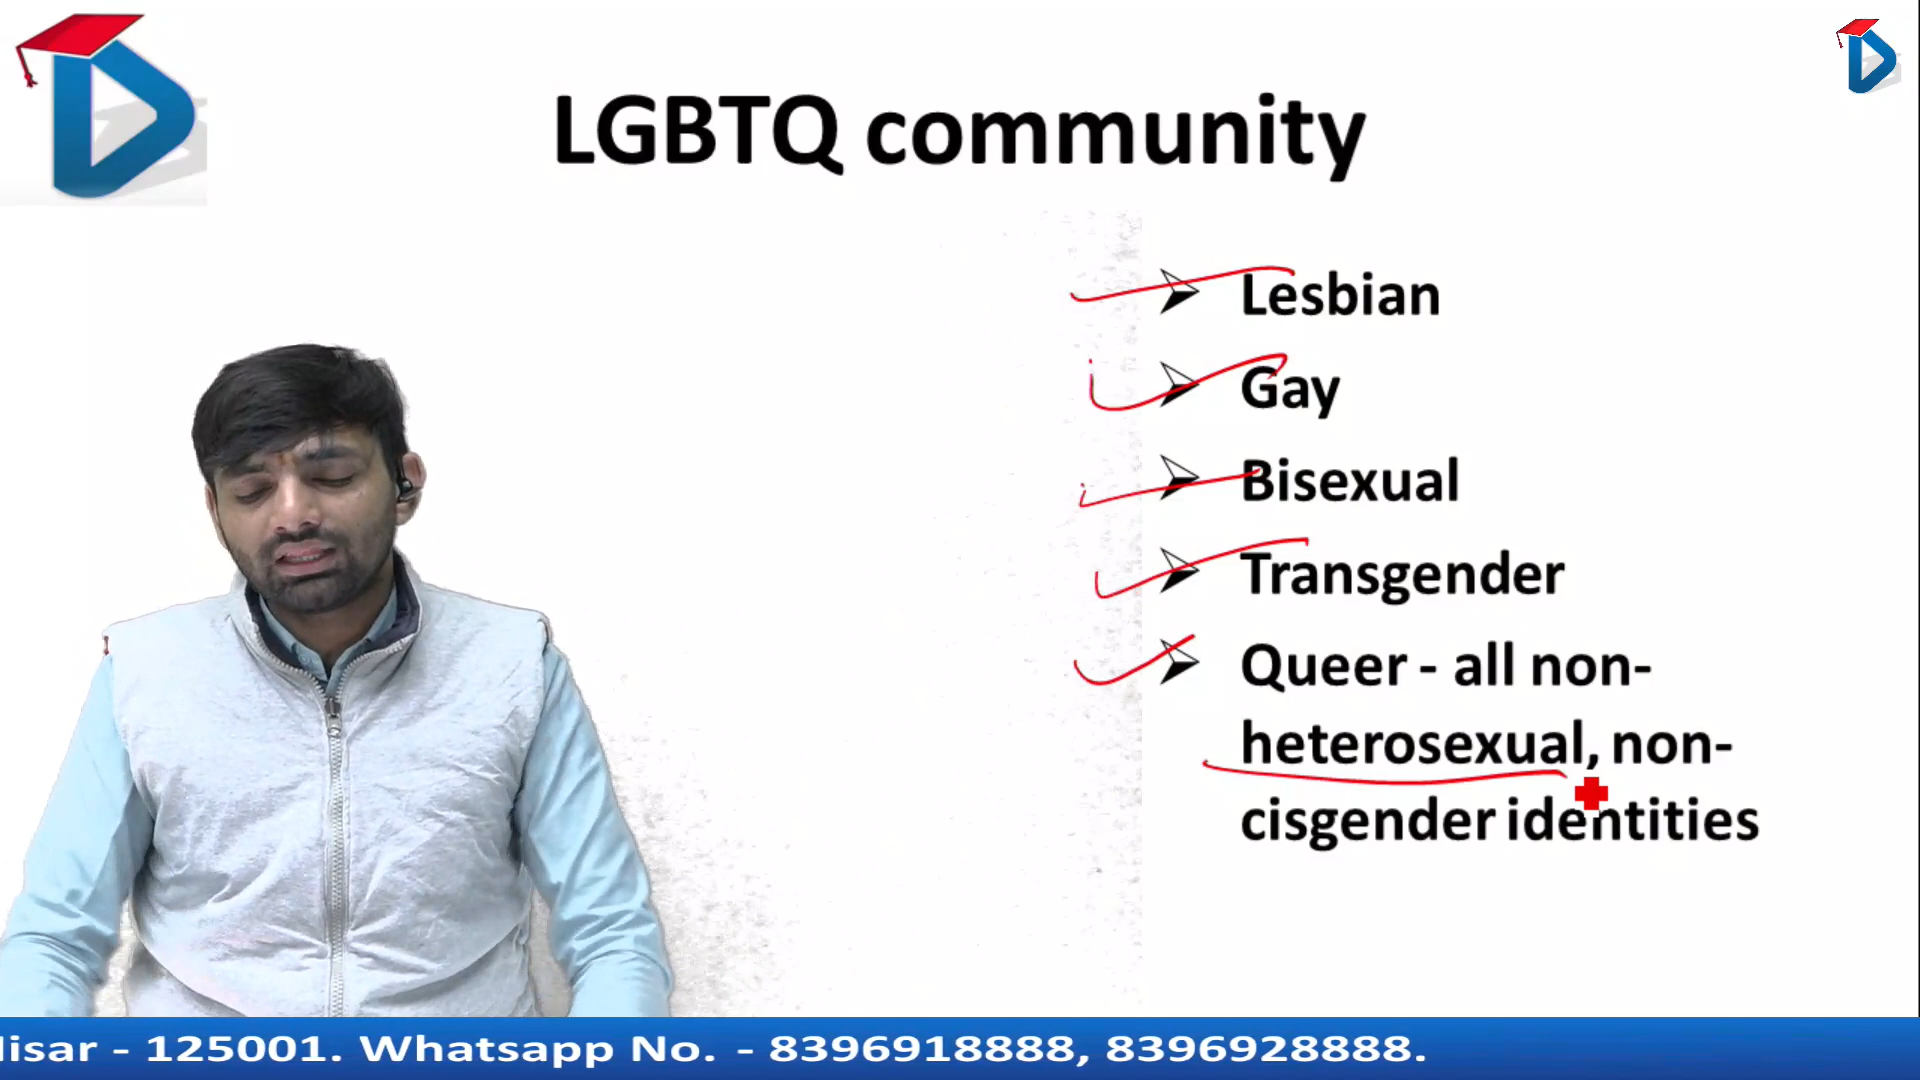 LGBTQ community
Lesbian
Gay
Bisexual
Transgender
Queer - all non-
heterosexual, non-
cisgender identities
isar - 125001. Whatsapp No. - 8396918888, 8396928888.